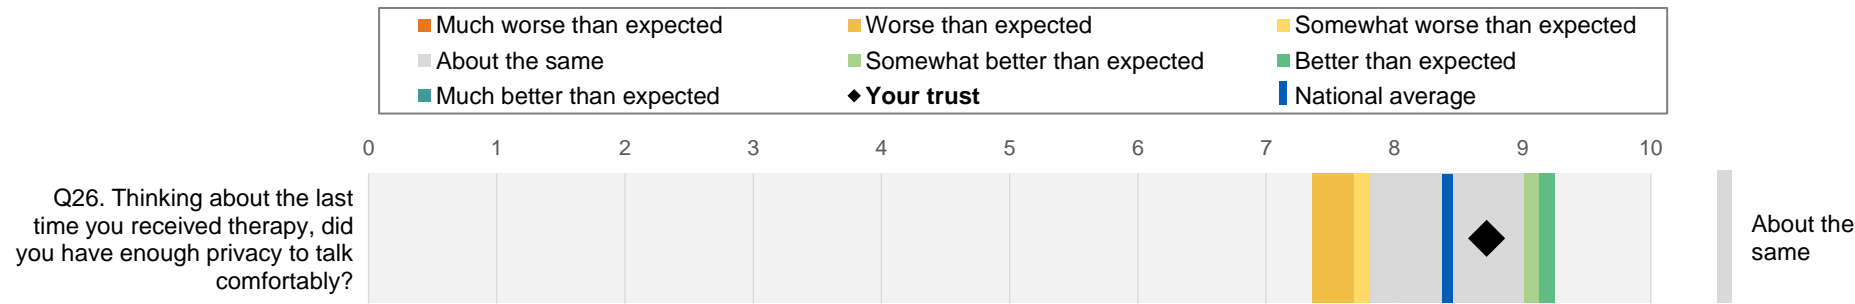 Much worse than expected
Worse than expected
Somewhat worse than expected
About the same
Somewhat better than expected
Better than expected
Much better than expected
Your trust
National average
0 1 2 3 4 5 6 7 8 9 10
Q26. Thinking about the last
time you received therapy, did
you have enough privacy to talk
comfortably?
About the
same